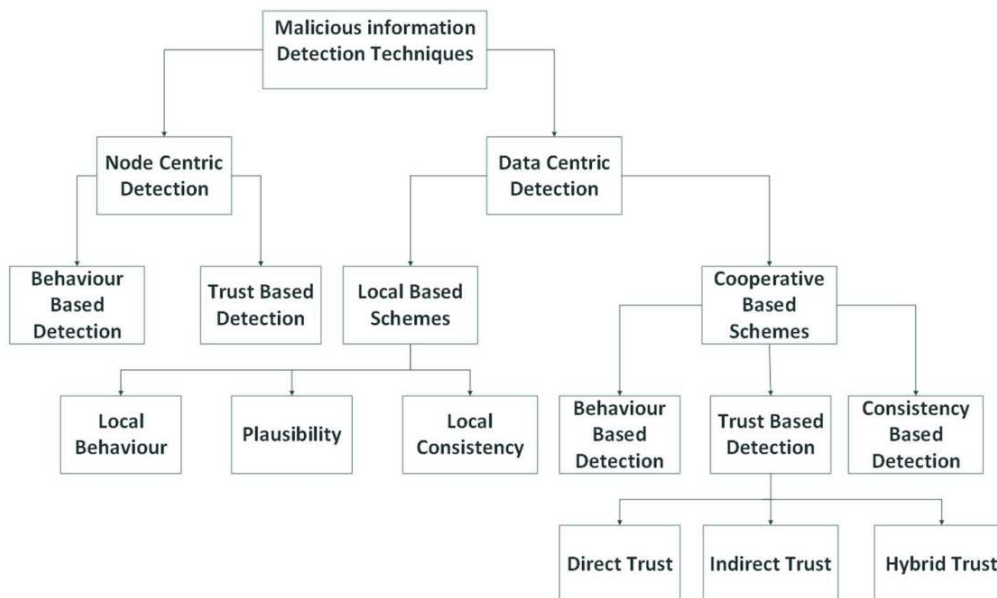 Malicious information
Detection Techniques
Node Centric
Detection
Data Centric
Detection
Behaviour
Based
Detection
Trust Based
Detection
Local Based
Schemes
Cooperative
Based
Schemes
Local
Behaviour
Plausibility
Local
Consistency
Behaviour
Based
Detection
Trust Based
Detection
Consistency
Based
Detection
Direct Trust
Indirect Trust
Hybrid Trust